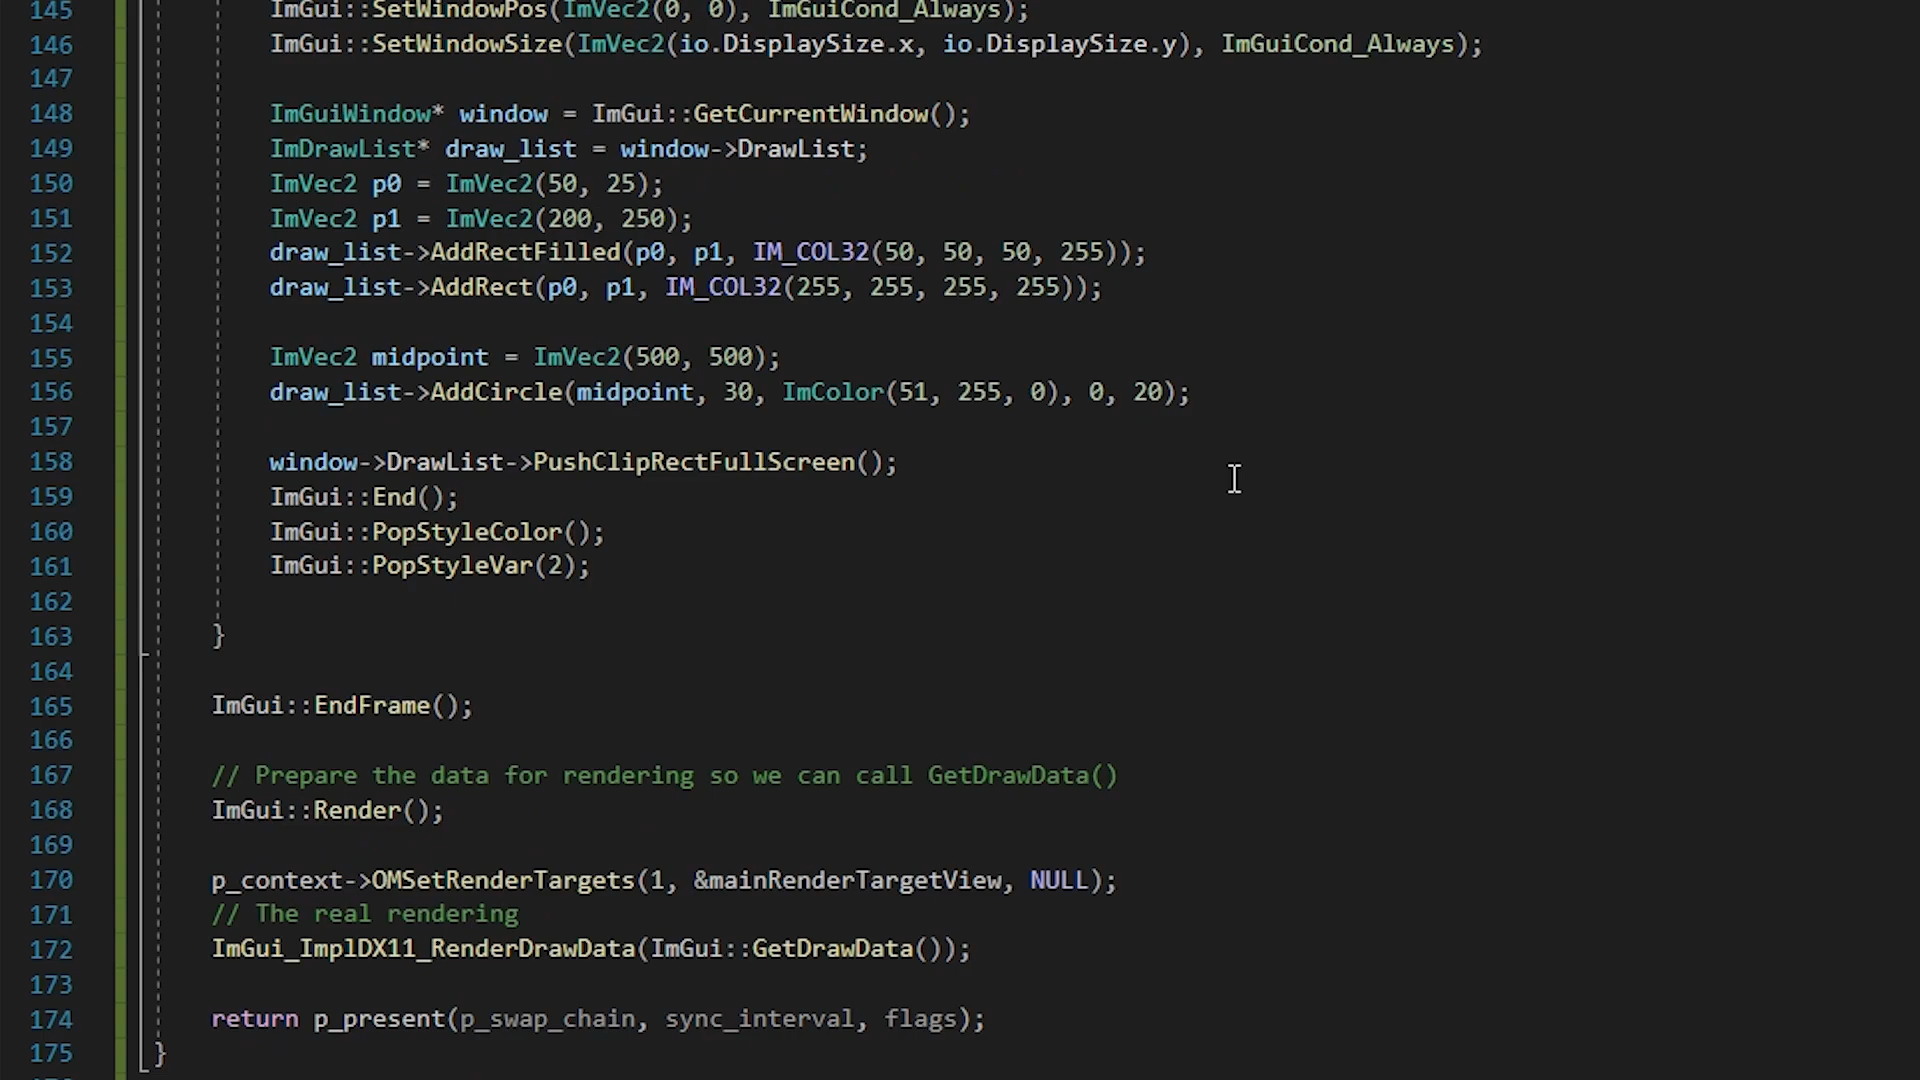 145 ImGui::SetWindowPos(ImVec2(0, 0), ImGuiCond_Always);
146 ImGui::SetWindowSize(ImVec2(io.DisplaySize.x, io.DisplaySize.y), ImGuiCond_Always);
147
148 ImGuiWindow* window = ImGui::GetCurrentWindow();
149 ImDrawList* draw_list = window->DrawList;
150 ImVec2 p0 = ImVec2(50, 25);
151 ImVec2 p1 = ImVec2(200, 250);
152 draw_list->AddRectFilled(p0, p1, IM_COL32(50, 50, 50, 255));
153 draw_list->AddRect(p0, p1, IM_COL32(255, 255, 255, 255));
154
155 ImVec2 midpoint = ImVec2(500, 500);
156 draw_list->AddCircle(midpoint, 30, ImColor(51, 255, 0), 0, 20);
157
158 window->DrawList->PushClipRectFullScreen();
159 ImGui::End();
160 ImGui::PopStyleColor();
161 ImGui::PopStyleVar(2);
162
163 }
164
165 ImGui::EndFrame();
166
167 // Prepare the data for rendering so we can call GetDrawData()
168 ImGui::Render();
169
170 p_context->OMSetRenderTargets(1, &mainRenderTargetView, NULL);
171 // The real rendering
172 ImGui_ImplDX11_RenderDrawData(ImGui::GetDrawData());
173
174 return p_present(p_swap_chain, sync_interval, flags);
175 }